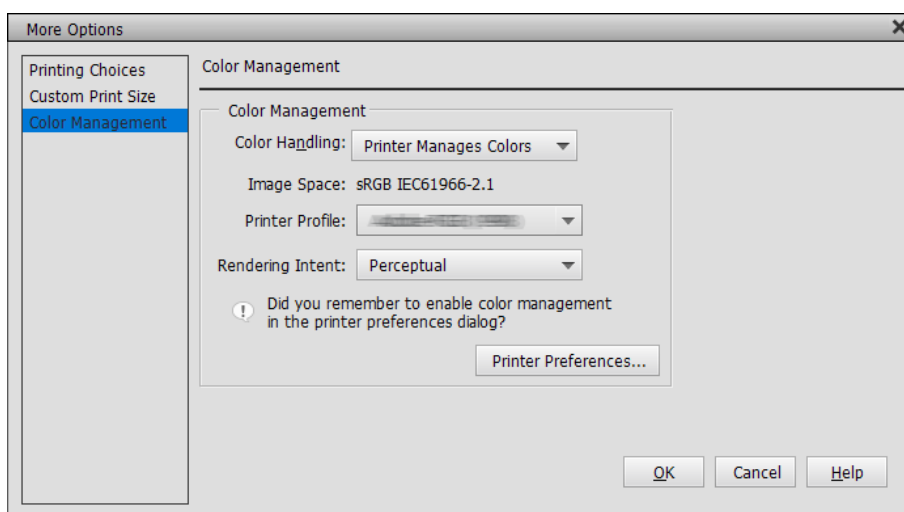 More Options
Printing Choices
Custom Print Size
Color Management
Color Management
Color Management
Color Handling: Printer Manages Colors
Image Space: sRGB IEC61966-2.1
Printer Profile:
Rendering Intent: Perceptual
Did you remember to enable color management
in the printer preferences dialog?
Printer Preferences...
OK Cancel Help